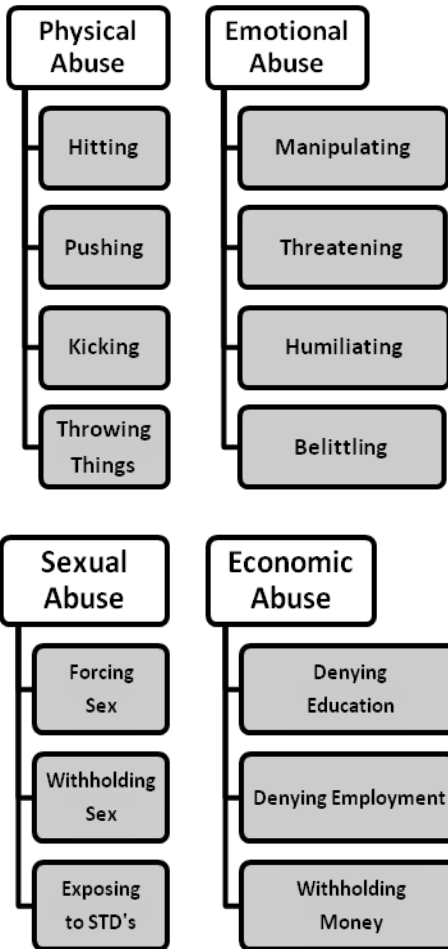 Physical
Abuse
Hitting
Pushing
Kicking
Throwing
Things
Emotional
Abuse
Manipulating
Threatening
Humiliating
Belittling
Sexual
Abuse
Forcing
Sex
Withholding
Sex
Exposing
to STD's
Economic
Abuse
Denying
Education
Denying Employment
Withholding
Money